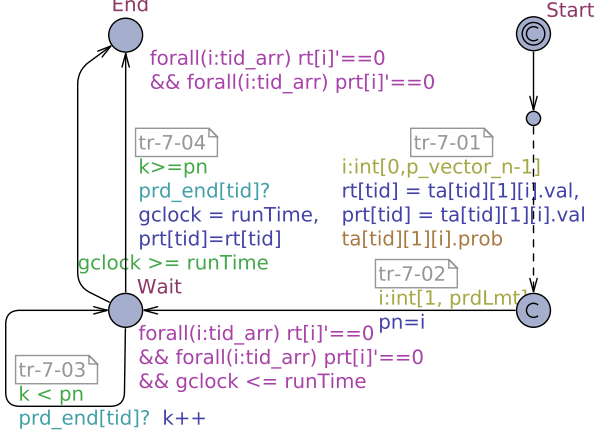 End
Start
forall(i:tid_arr) rt[i]'==0
&& forall(i:tid_arr) prt[i]'==0
tr-7-04
k>=pn
prd_end[tid]?
gclock = runTime,
prt[tid]=rt[tid]
gclock >= runTime
tr-7-01
i:int[0,p_vector_n-1]
rt[tid] = ta[tid][1][i].val,
prt[tid] = ta[tid][1][i].val
ta[tid][1][i].prob
tr-7-02
i:int[1, prdLmt]
pn=i
C
C
Wait
forall(i:tid_arr) rt[i]'==0
&& forall(i:tid_arr) prt[i]'==0
&& gclock <= runTime
tr-7-03
k < pn
prd_end[tid]? k++